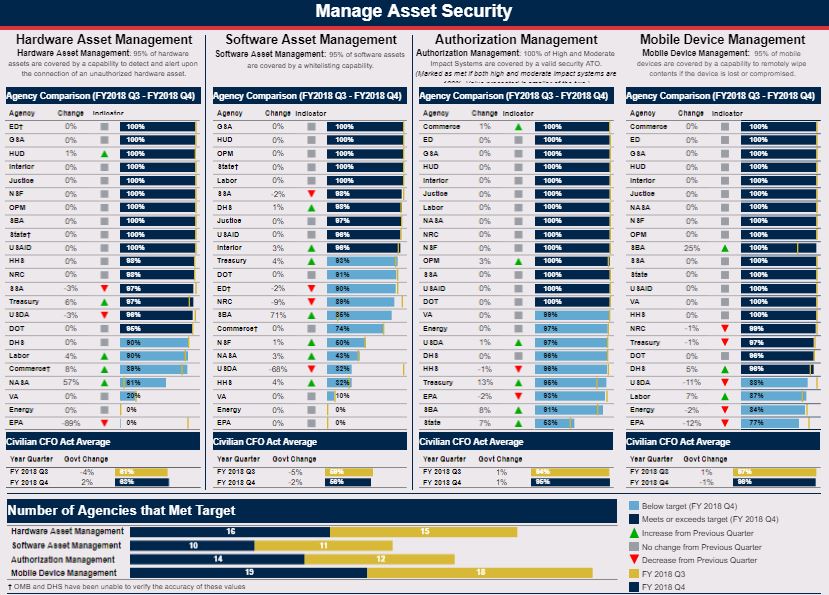 Manage Asset Security
Hardware Asset Management
Hardware Asset Management: 95% of hardware
assets are covered by a capability to detect and alert upon
the connection of an unauthorized hardware asset.
Agency Comparison (FY2018 Q3 - FY2018 Q4)
Agency Change Indicator
ED† 0% 100%
GSA 0% 100%
HUD 1% 100%
Interior 0% 100%
Justice 0% 100%
NSF 0% 100%
OPM 0% 100%
SBA 0% 100%
State† 0% 100%
USAID 0% 100%
HHS 0% 98%
NRC 0% 98%
SSA -3% 97%
Treasury 6% 97%
USDA -3% 96%
DOT 0% 95%
DHS 0% 90%
Labor 4% 90%
Commerce† 8% 89%
NASA 57% 61%
VA 0% 20%
Energy 0% 0%
EPA -89% 0%
Civilian CFO Act Average
Year Quarter Govt Change
FY 2018 Q3 -4% 61%
FY 2018 Q4 2% 63%
Software Asset Management
Software Asset Management: 95% of software assets
are covered by a whitelisting capability.
Agency Comparison (FY2018 Q3 - FY2018 Q4)
Agency Change Indicator
GSA 0% 100%
HUD 0% 100%
OPM 0% 100%
State† 0% 100%
Labor 0% 100%
SSA -2% 98%
DHS 1% 98%
Justice 0% 97%
USAID 0% 96%
Interior 3% 96%
Treasury 4% 93%
DOT 0% 91%
ED† -2% 90%
NRC -9% 89%
SBA 71% 85%
Commerce† 0% 74%
NSF 1% 50%
NASA 3% 43%
USDA -68% 32%
HHS 4% 32%
VA 0% 10%
Energy 0% 0%
EPA 0% 0%
Civilian CFO Act Average
Year Quarter Govt Change
FY 2018 Q3 -5%
FY 2018 Q4 -2% 56%
Authorization Management
Authorization Management: 100% of High and Moderate
Impact Systems are covered by a valid security ATO.
(Marked as met if both high and moderate impact systems are
Agency Comparison (FY2018 Q3 - FY2018 Q4)
Agency Change Indicator
Commerce 1% 100%
ED 0% 100%
GSA 0% 100%
HUD 0% 100%
Interior 0% 100%
Justice 0% 100%
Labor 0% 100%
NASA 0% 100%
NRC 0% 100%
NSF 0% 100%
OPM 3% 100%
SSA 0% 100%
USAID 0% 100%
DOT 0% 100%
VA 0% 99%
Energy 0% 97%
USDA 1% 97%
DHS 0% 96%
HHS -1% 96%
Treasury 13% 95%
EPA -2% 93%
SBA 8% 91%
State 7% 53%
Civilian CFO Act Average
Year Quarter Govt Change
FY 2018 Q3 1% 94%
FY 2018 Q4 1% 95%
Mobile Device Management
Mobile Device Management: 95% of mobile
devices are covered by a capability to remotely wipe
contents if the device is lost or compromised.
Agency Comparison (FY2018 Q3 - FY2018 Q4)
Agency Change Indicator
Commerce 0% 100%
ED 0% 100%
GSA 0% 100%
HUD 0% 100%
Interior 0% 100%
Justice 0% 100%
NASA 0% 100%
NSF 0% 100%
OPM 0% 100%
SBA 25% 100%
SSA 0% 100%
State 0% 100%
USAID 0% 100%
VA 0% 100%
HHS 0% 100%
NRC -1% 99%
Treasury -1% 97%
DOT 0% 96%
DHS 5% 96%
USDA -11% 88%
Labor 7% 87%
Energy -2% 84%
EPA -12% 77%
Civilian CFO Act Average
Year Quarter Govt Change
FY 2018 Q3 1% 97%
FY 2018 Q4 -1% 96%
Number of Agencies that Met Target
Hardware Asset Management 16 15
Software Asset Management 10 11
Authorization Management 14 12
Mobile Device Management 19 18
† OMB and DHS have been unable to verify the accuracy of these values
Below target (FY 2018 Q4)
Meets or exceeds target (FY 2018 Q4)
Increase from Previous Quarter
No change from Previous Quarter
Decrease from Previous Quarter
FY 2018 Q3
FY 2018 Q4